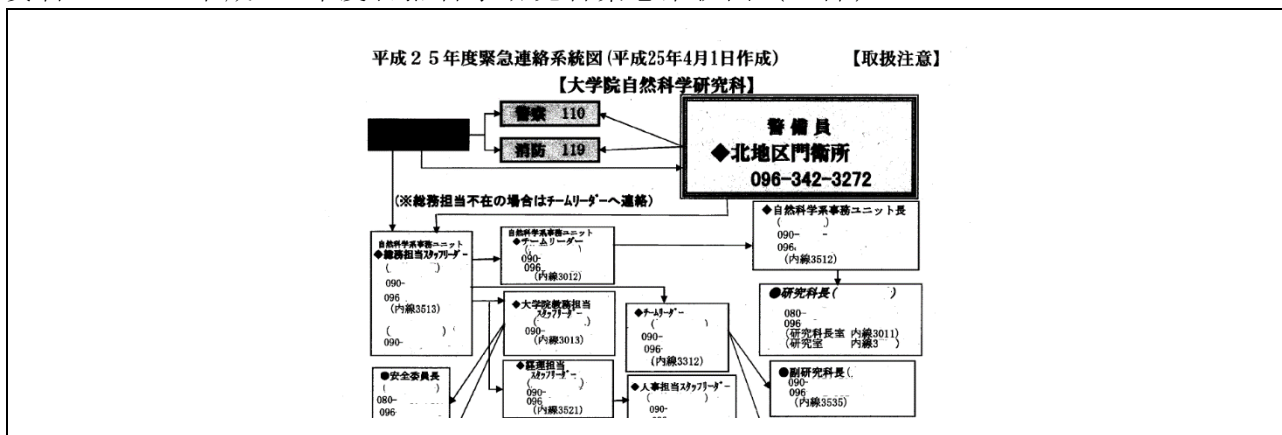 平成２５年度緊急連絡系統図(平成25年4月1日作成)
【取扱注意】
【大学院自然科学研究科】
警察 110
消防 119
警備員
◆北地区門衛所
096-342-3272
(※総務担当不在の場合はﾁｰﾑﾘｰﾀﾞｰへ連絡)
自然科学系事務ユニット
◆総務担当ｽﾀｯﾌﾘｰﾀﾞｰ
( )
090-
096
(内線3513)
( )
090-
自然科学系事務ユニット
◆チームリーダー
( )
090-
096
(内線3012)
◆自然科学系事務ユニット長
( )
090- -
096
(内線3512)
●研究科長( )
080-
096
(研究科長室 内線3011)
(研究室 内線3 )
◆大学院教務担当
ｽﾀｯﾌﾘｰﾀﾞｰ
( )
090-
(内線3013)
◆ﾁｰﾑﾘｰﾀﾞｰ
( )
090-
096-
(内線3312)
●副研究科長(
090-
096
(内線3535)
◆経理担当
ｽﾀｯﾌﾘｰﾀﾞｰ
( )
090-
096
(内線3521)
◆人事担当ｽﾀｯﾌﾘｰﾀﾞｰ
( )
090-
●安全委員長
( )
080-
096